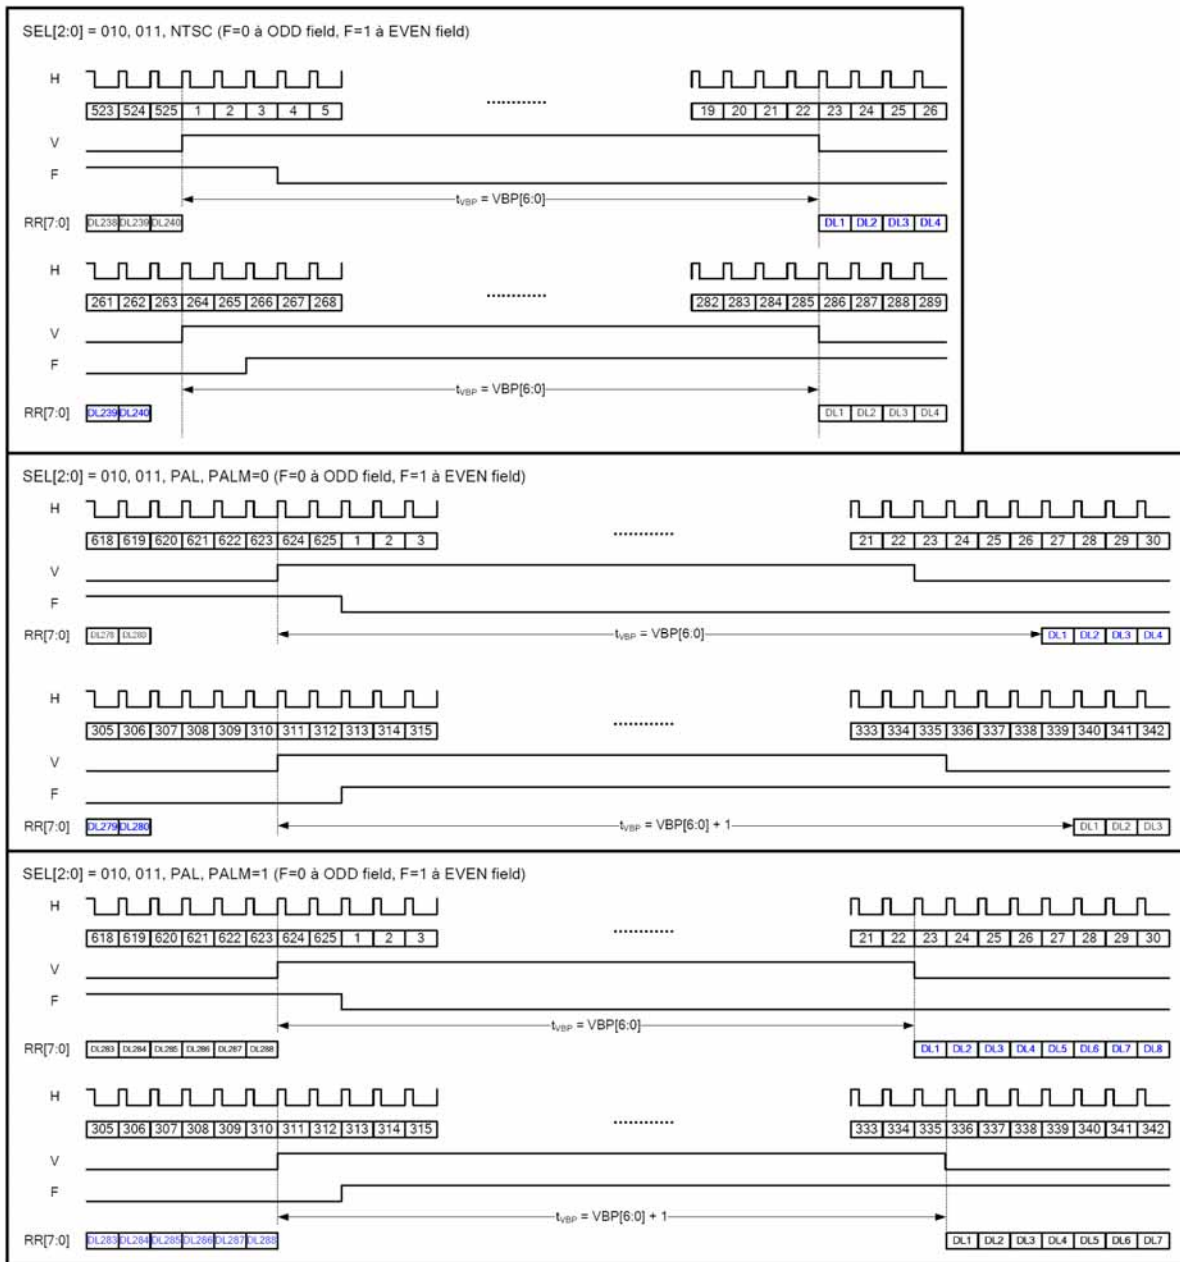 SEL[2:0] = 010, 011, NTSC (F=0 à ODD field, F=1 à EVEN field)
H
523 524 525 1 2 3 4 5 ............ 19 20 21 22 23 24 25 26
V
F
tVBP = VBP[6:0]
RR[7:0] DL238 DL239 DL240 DL1 DL2 DL3 DL4
H
261 262 263 264 265 266 267 268 ............ 282 283 284 285 286 287 288 289
V
F
tVBP = VBP[6:0]
RR[7:0] DL239 DL240 DL1 DL2 DL3 DL4
SEL[2:0] = 010, 011, PAL, PALM=0 (F=0 à ODD field, F=1 à EVEN field)
H
618 619 620 621 622 623 624 625 1 2 3 ............ 21 22 23 24 25 26 27 28 29 30
V
F
RR[7:0] DL279 DL280 tVBP = VBP[6:0] DL1 DL2 DL3 DL4
H
305 306 307 308 309 310 311 312 313 314 315 ............ 333 334 335 336 337 338 339 340 341 342
V
F
RR[7:0] DL279 DL280 tVBP = VBP[6:0] + 1 DL1 DL2 DL3
SEL[2:0] = 010, 011, PAL, PALM=1 (F=0 à ODD field, F=1 à EVEN field)
H
618 619 620 621 622 623 624 625 1 2 3 ............ 21 22 23 24 25 26 27 28 29 30
V
F
tVBP = VBP[6:0]
RR[7:0] DL283 DL284 DL285 DL286 DL287 DL288 DL1 DL2 DL3 DL4 DL5 DL6 DL7 DL8
H
305 306 307 308 309 310 311 312 313 314 315 ............ 333 334 335 336 337 338 339 340 341 342
V
F
tVBP = VBP[6:0] + 1
RR[7:0] DL283 DL284 DL285 DL286 DL287 DL288 DL1 DL2 DL3 DL4 DL5 DL6 DL7